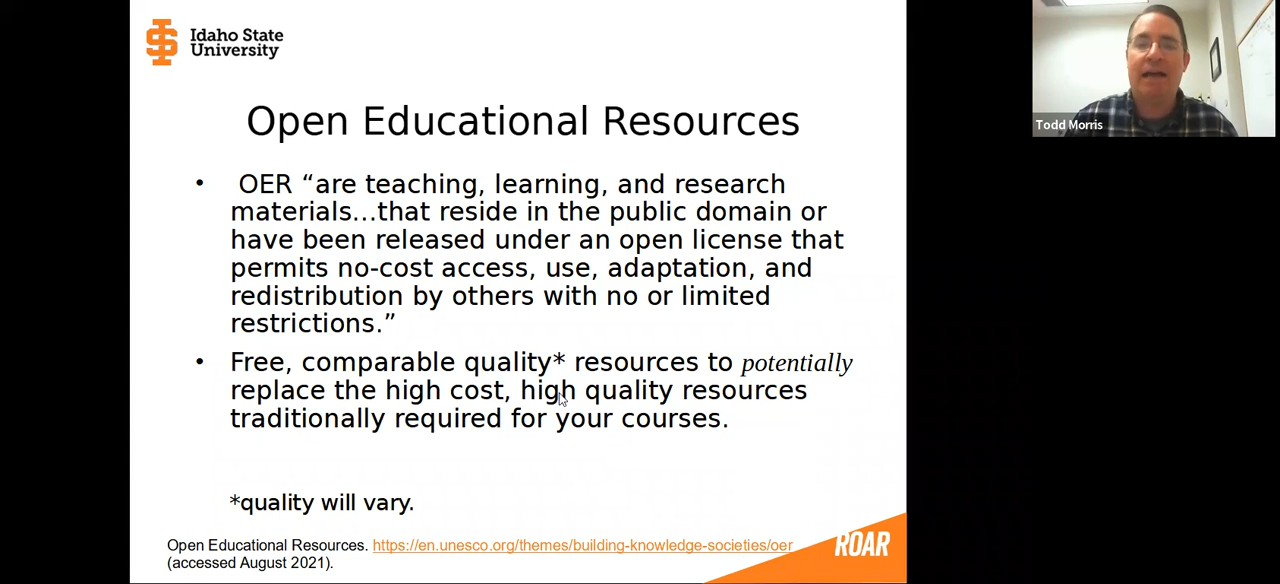 Idaho State
University
Todd Morris
Open Educational Resources
• OER “are teaching, learning, and research
materials...that reside in the public domain or
have been released under an open license that
permits no-cost access, use, adaptation, and
redistribution by others with no or limited
restrictions.”
• Free, comparable quality* resources to potentially
replace the high cost, high quality resources
traditionally required for your courses.
*quality will vary.
Open Educational Resources. https://en.unesco.org/themes/building-knowledge-societies/oer
(accessed August 2021).
ROAR